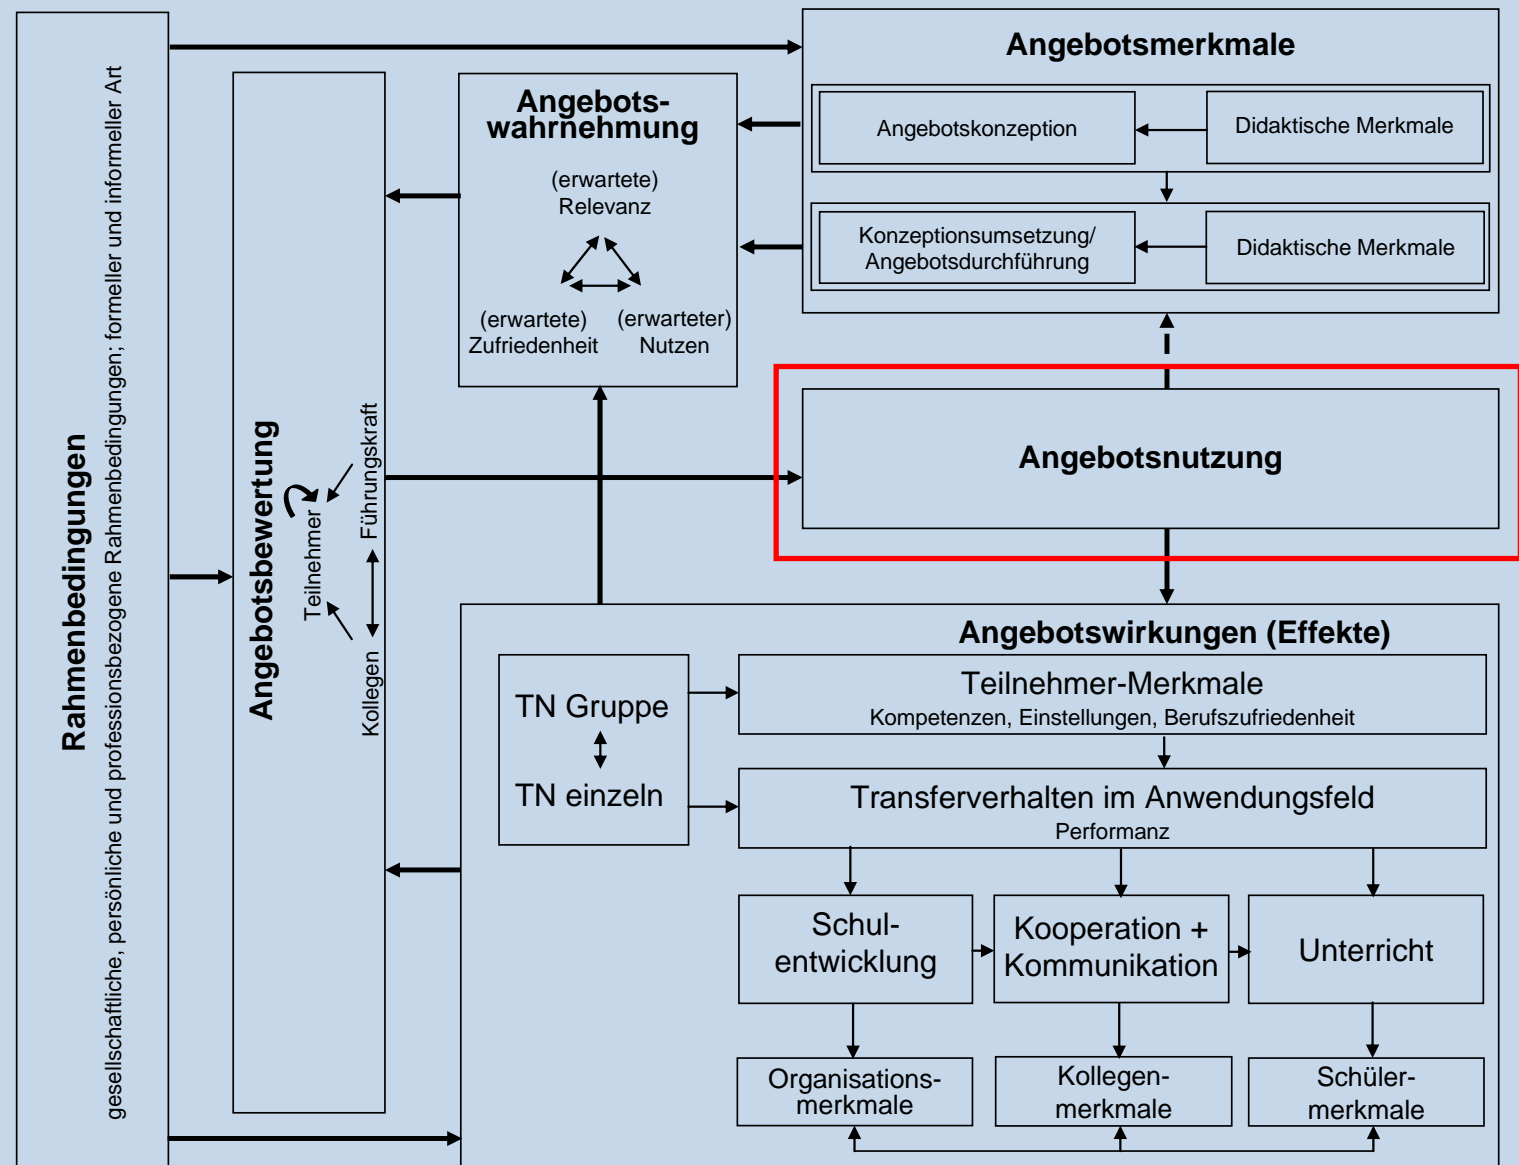 Rahmenbedingungen
gesellschaftliche, persönliche und professionsbezogene Rahmenbedingungen; formeller und informeller Art
Angebotsbewertung
Teilnehmer
Führungskraft
Kollegen
Angebots-
wahrnehmung
(erwartete)
Relevanz
(erwartete)
Zufriedenheit
(erwarteter)
Nutzen
Angebotsmerkmale
Angebotskonzeption
Didaktische Merkmale
Konzeptionsumsetzung/
Angebotsdurchführung
Didaktische Merkmale
Angebotsnutzung
Angebotswirkungen (Effekte)
TN Gruppe
TN einzeln
Teilnehmer-Merkmale
Kompetenzen, Einstellungen, Berufszufriedenheit
Transferverhalten im Anwendungsfeld
Performanz
Schul-
entwicklung
Kooperation +
Kommunikation
Unterricht
Organisations-
merkmale
Kollegen-
merkmale
Schüler-
merkmale